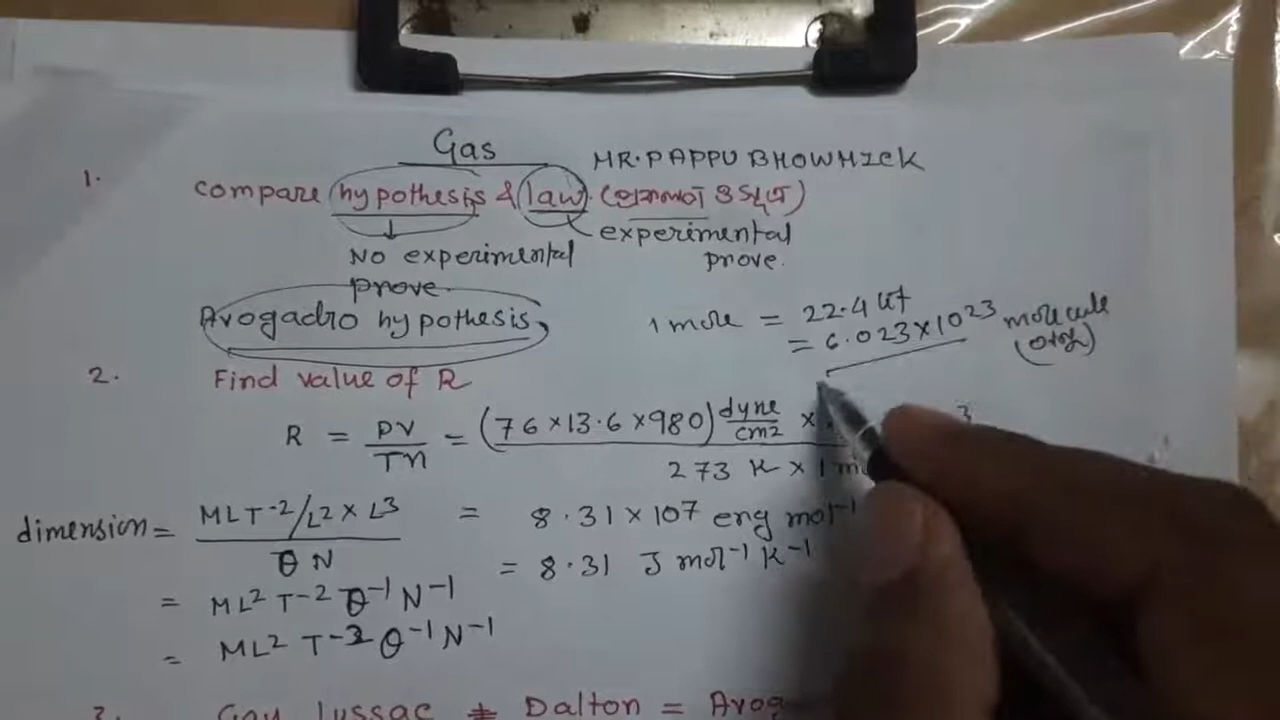 Gas
MR. PAPPU BHOWMICK
1. compare hypothesis & law. (প্রকল্প ও সূত্র)
No experimental prove.
experimental prove.
Avogadro hypothesis,
1 mole = 22.4 lit
= 6.023×10²³ molecule
(অণু)
2. Find value of R
R = PV/Tn = (76×13.6×980) dyne/cm2 ×
273 K × 1 m
dimension = MLT-2/L2 × L3 / θ N
= 8.31×10⁷ erg mol⁻¹
= 8.31 J mol⁻¹ K⁻¹
= ML² T⁻² θ⁻¹ N⁻¹
= ML² T⁻² θ⁻¹ N⁻¹
3. Gay Lussac ≠ Dalton =